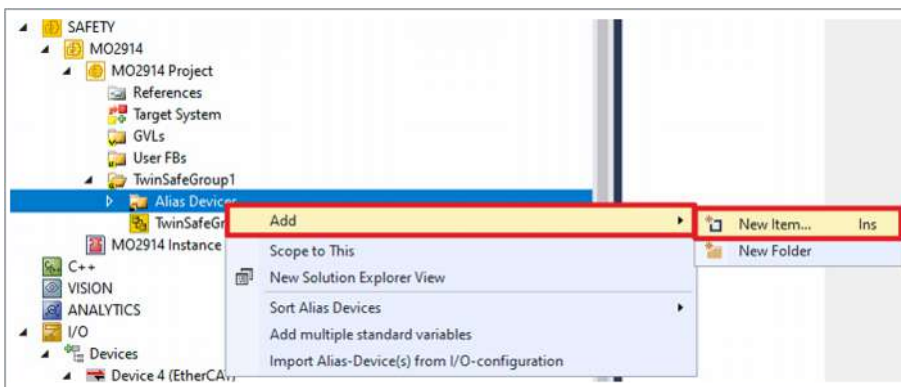 SAFETY
MO2914
MO2914 Project
References
Target System
GVLs
User FBs
TwinSafeGroup1
Alias Devices
TwinSafeGr
MO2914 Instance
C++
VISION
ANALYTICS
I/O
Devices
Device 4 (EtherCAT)
Add
Scope to This
New Solution Explorer View
Sort Alias Devices
Add multiple standard variables
Import Alias-Device(s) from I/O-configuration
New Item... Ins
New Folder